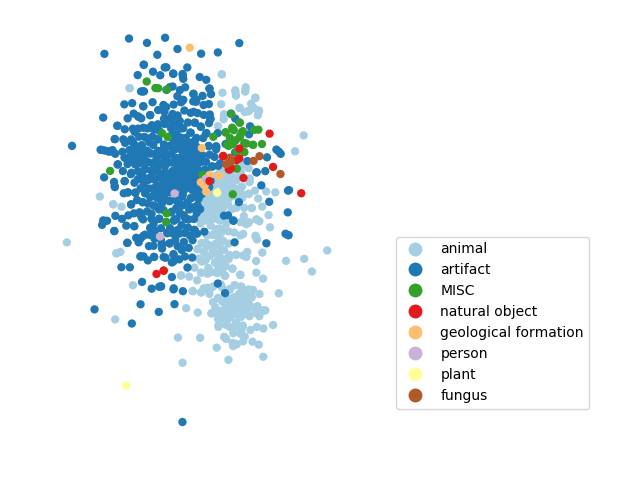 animal
artifact
MISC
natural object
geological formation
person
plant
fungus